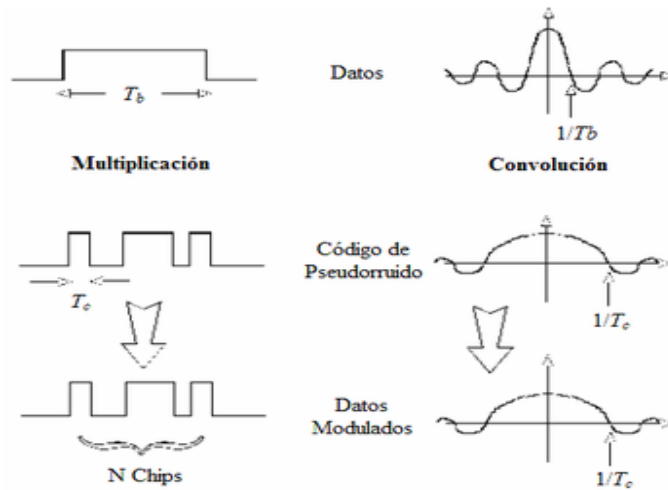 Datos
T_b
1/Tb
Multiplicación
Convolución
Código de
Pseudorruido
T_c
1/T_c
Datos
Modulados
N Chips
1/T_c